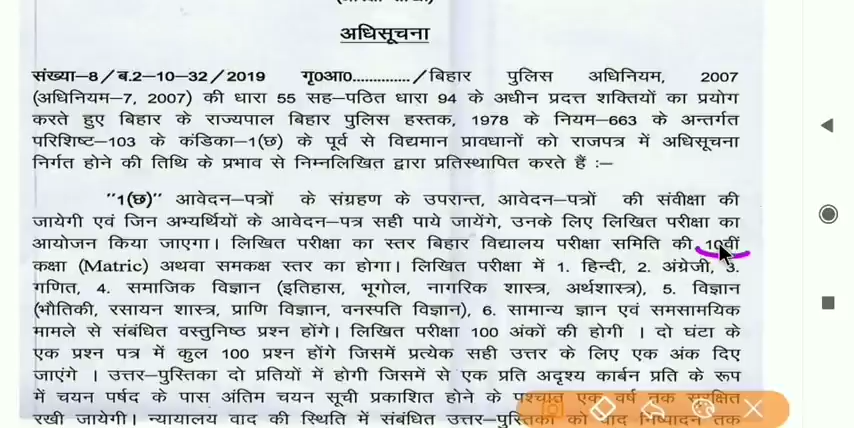 अधिसूचना
संख्या–8/ब.2–10–32/2019 गृ0आ0............../बिहार पुलिस अधिनियम, 2007
(अधिनियम–7, 2007) की धारा 55 सह–पठित धारा 94 के अधीन प्रदत्त शक्तियों का प्रयोग
करते हुए बिहार के राज्यपाल बिहार पुलिस हस्तक, 1978 के नियम–663 के अन्तर्गत
परिशिष्ट–103 के कंडिका–1(छ) के पूर्व से विद्यमान प्रावधानों को राजपत्र में अधिसूचना
निर्गत होने की तिथि के प्रभाव से निम्नलिखित द्वारा प्रतिस्थापित करते हैं :–
"1(छ)" आवेदन–पत्रों के संग्रहण के उपरान्त, आवेदन–पत्रों की संवीक्षा की
जायेगी एवं जिन अभ्यर्थियों के आवेदन–पत्र सही पाये जायेंगे, उनके लिए लिखित परीक्षा का
आयोजन किया जाएगा। लिखित परीक्षा का स्तर बिहार विद्यालय परीक्षा समिति की 10वीं
कक्षा (Matric) अथवा समकक्ष स्तर का होगा। लिखित परीक्षा में 1. हिन्दी, 2. अंग्रेजी, 3.
गणित, 4. समाजिक विज्ञान (इतिहास, भूगोल, नागरिक शास्त्र, अर्थशास्त्र), 5. विज्ञान
(भौतिकी, रसायन शास्त्र, प्राणि विज्ञान, वनस्पति विज्ञान), 6. सामान्य ज्ञान एवं समसामयिक
मामले से संबंधित वस्तुनिष्ठ प्रश्न होंगे। लिखित परीक्षा 100 अंकों की होगी । दो घंटा के
एक प्रश्न पत्र में कुल 100 प्रश्न होंगे जिसमें प्रत्येक सही उत्तर के लिए एक अंक दिए
जाएंगे । उत्तर–पुस्तिका दो प्रतियों में होगी जिसमें से एक प्रति अदृश्य कार्बन प्रति के रूप
में चयन पर्षद के पास अंतिम चयन सूची प्रकाशित होने के पश्चात एक वर्ष तक सुरक्षित
रखी जायेगी। न्यायालय वाद की स्थिति में संबंधित उत्तर–पुस्तिका को वाद निष्पादन तक